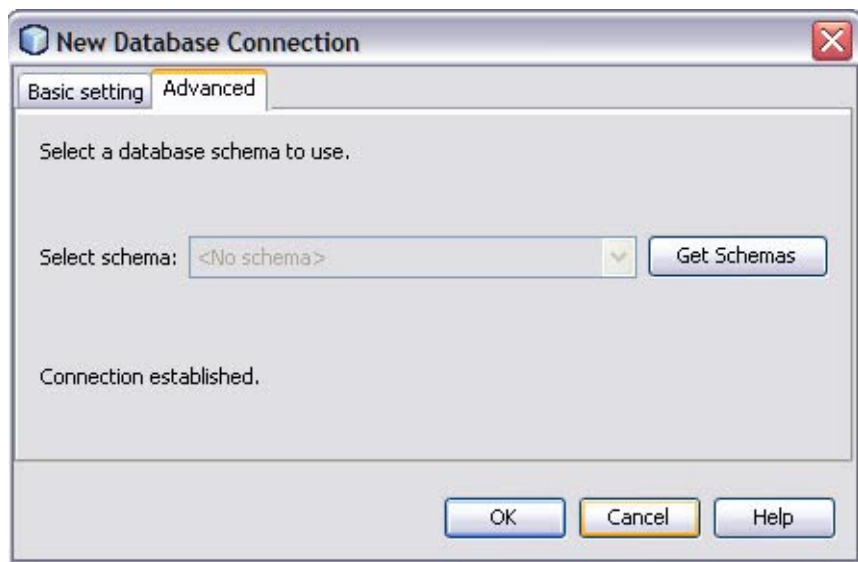 New Database Connection
Basic setting Advanced
Select a database schema to use.
Select schema: <No schema> Get Schemas
Connection established.
OK Cancel Help